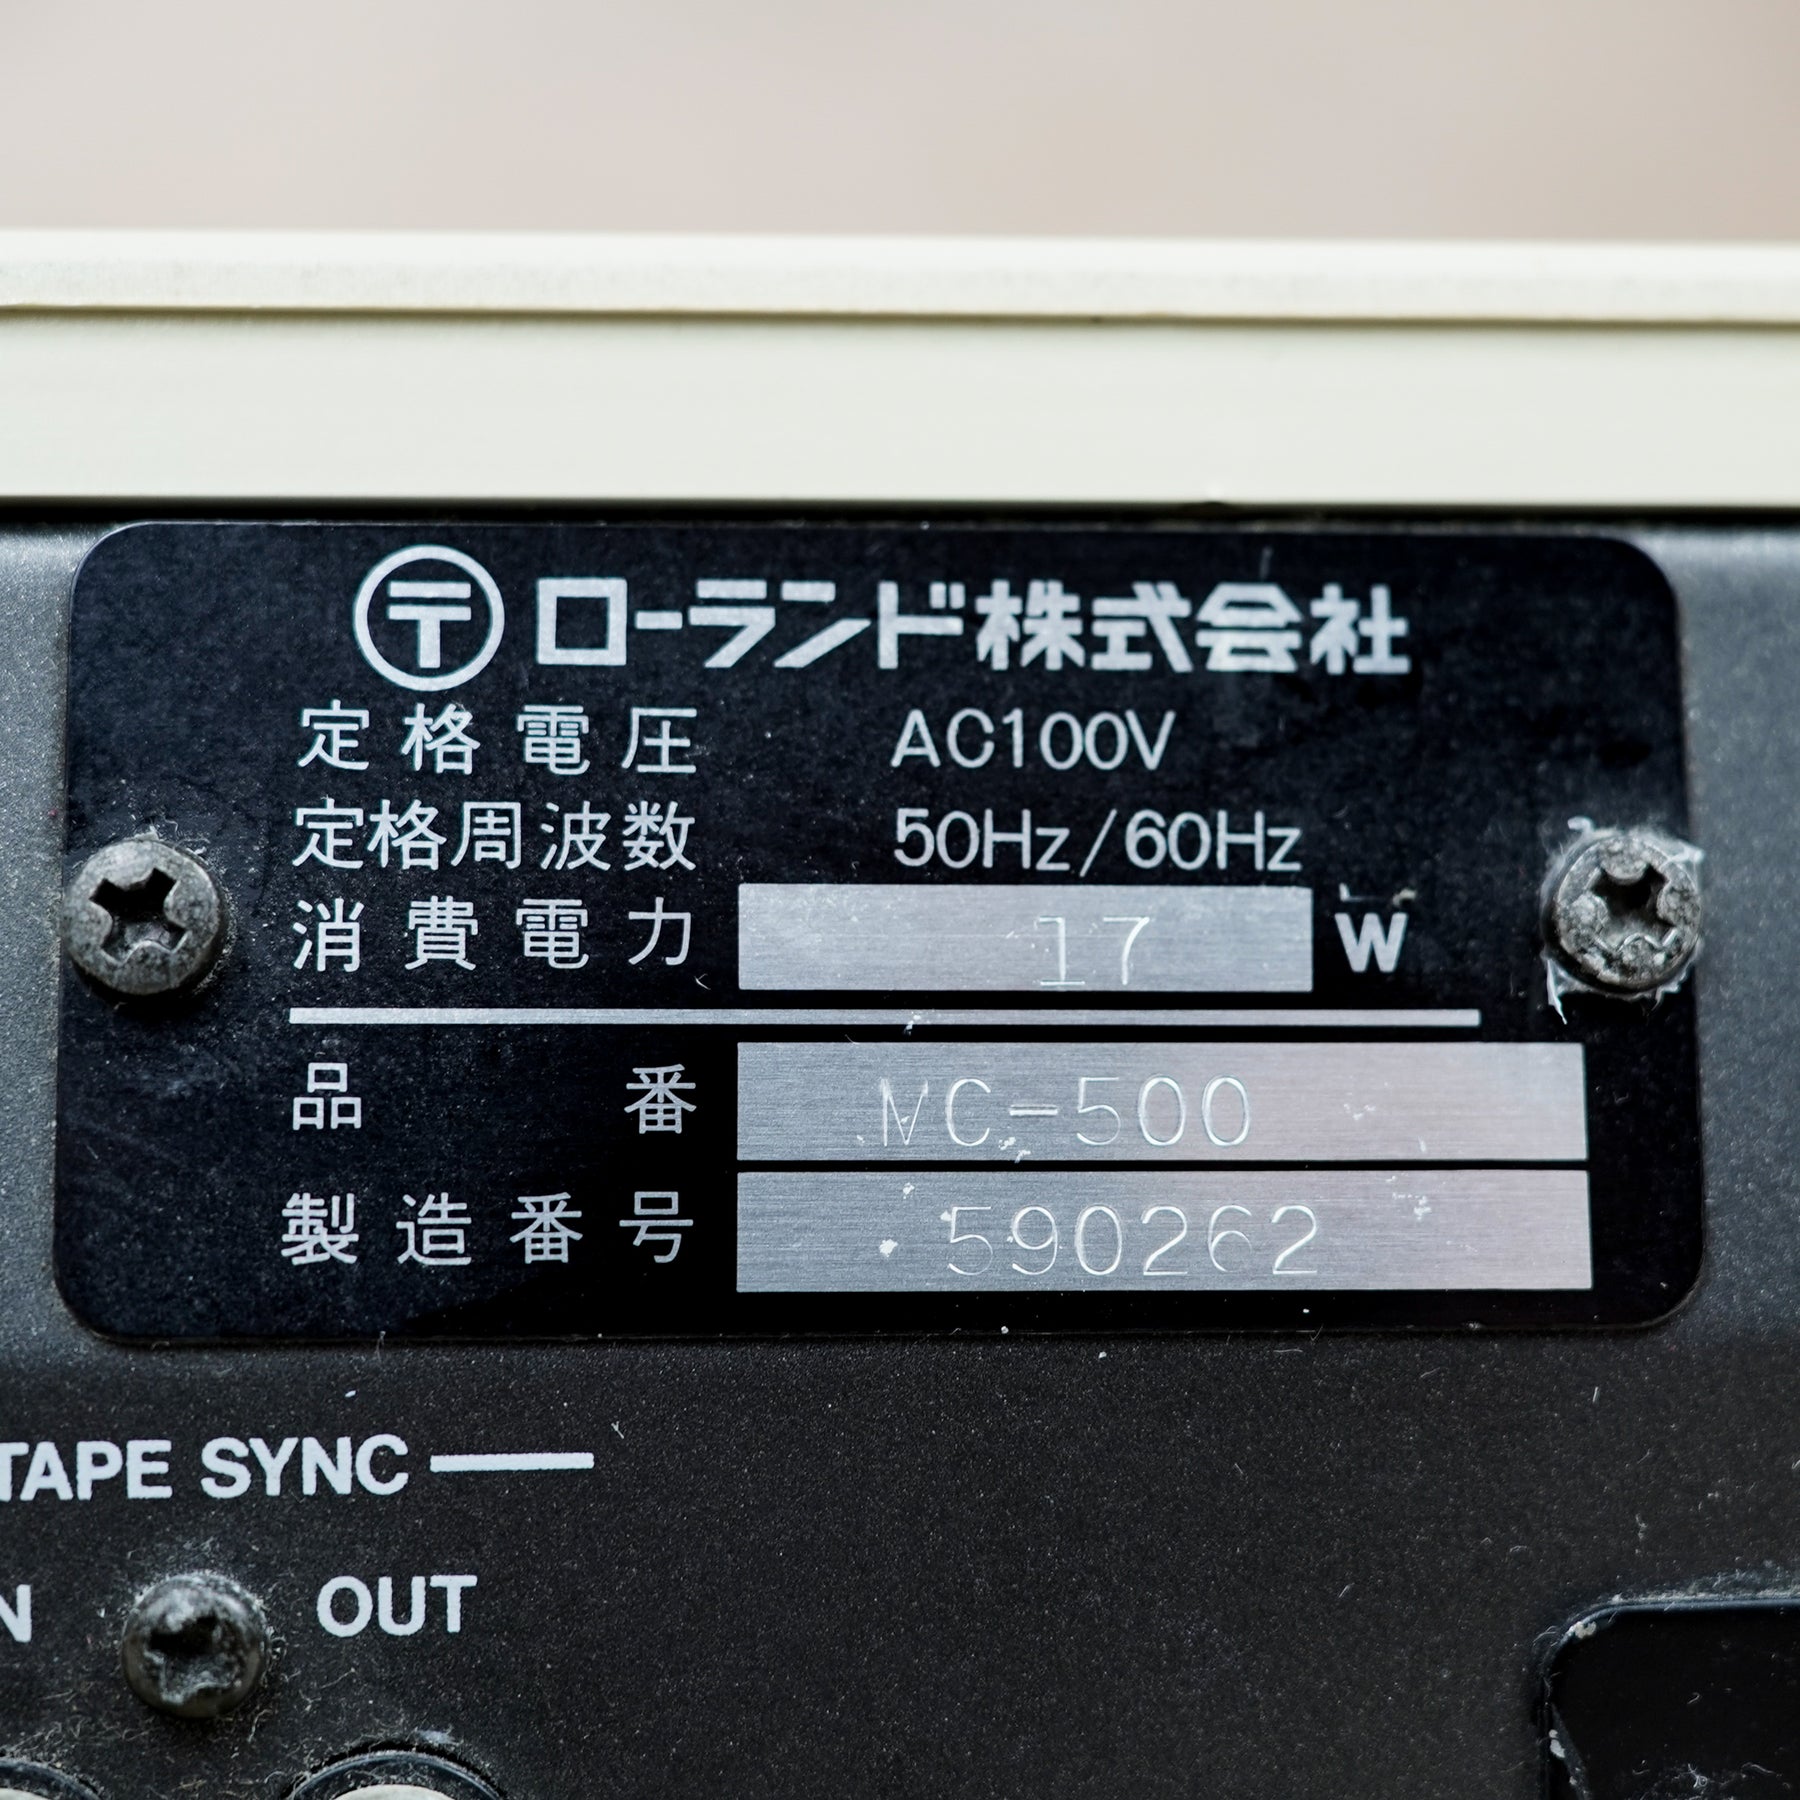 〒 ローランド株式会社
定格電圧 AC100V
定格周波数 50Hz/60Hz
消費電力 17 W
品番 MC-500
製造番号 590262
TAPE SYNC
OUT